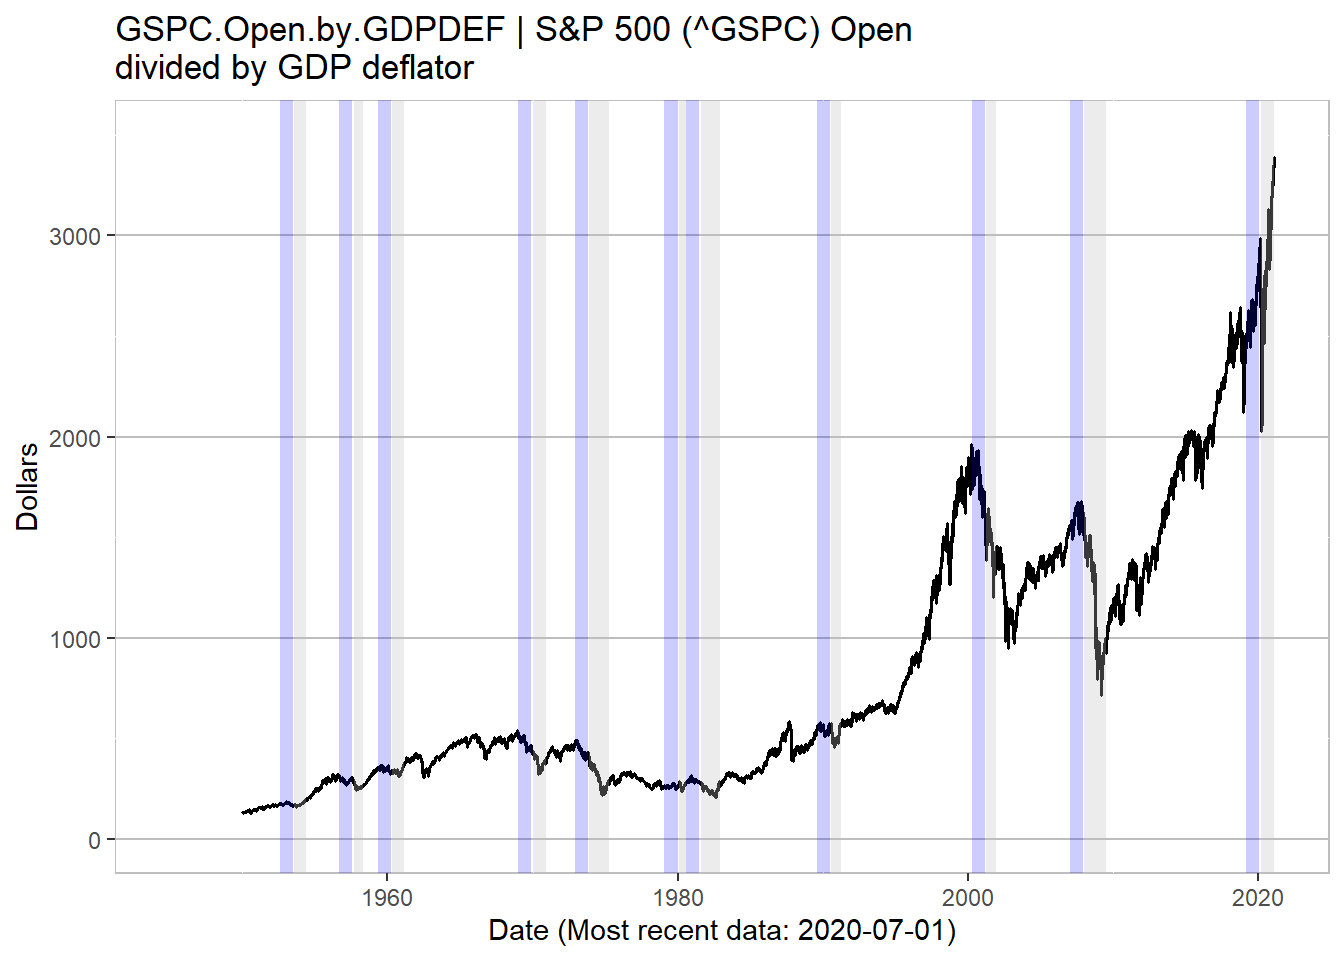 GSPC.Open.by.GDPDEF | S&P 500 (^GSPC) Open
divided by GDP deflator
3000
2000
1000
0
Dollars
1960
1980
2000
2020
Date (Most recent data: 2020-07-01)